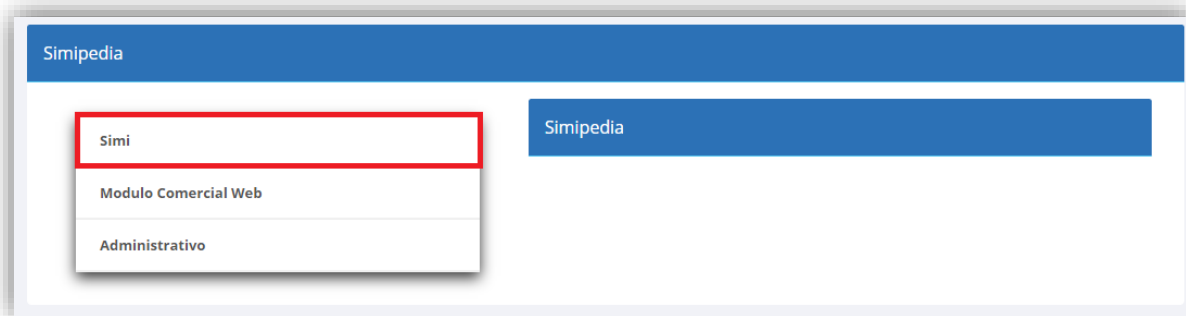 Simipedia
Simi
Modulo Comercial Web
Administrativo
Simipedia